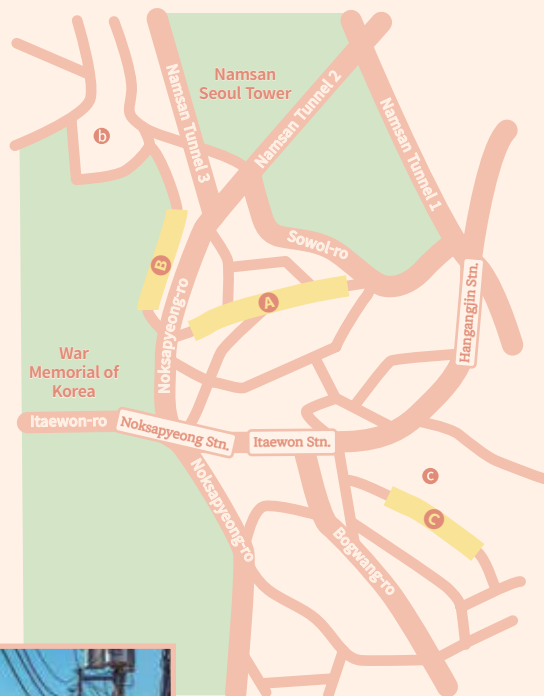 Namsan
Seoul Tower
Namsan Tunnel 3
Namsan Tunnel 2
Namsan Tunnel 1
b
Sowol-ro
B
A
Noksapyeong-ro
Hangangjin Stn.
War
Memorial of
Korea
Itaewon-ro
Noksapyeong Stn.
Itaewon Stn.
Noksapyeong-ro
c
C
Bogwang-ro